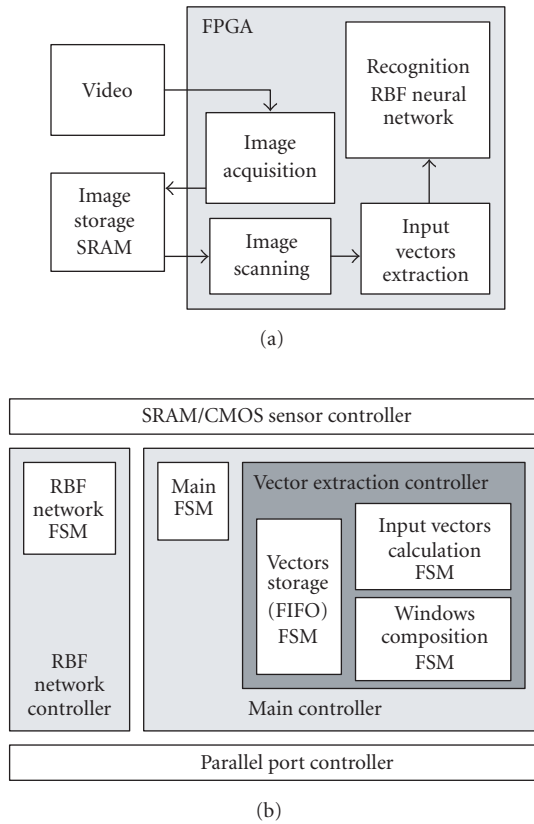 FPGA
Video
Recognition
RBF neural
network
Image
acquisition
Image
storage
SRAM
Image
scanning
Input
vectors
extraction
(a)
SRAM/CMOS sensor controller
RBF
network
FSM
RBF
network
controller
Main
FSM
Vector extraction controller
Vectors
storage
(FIFO)
FSM
Input vectors
calculation
FSM
Windows
composition
FSM
Main controller
Parallel port controller
(b)